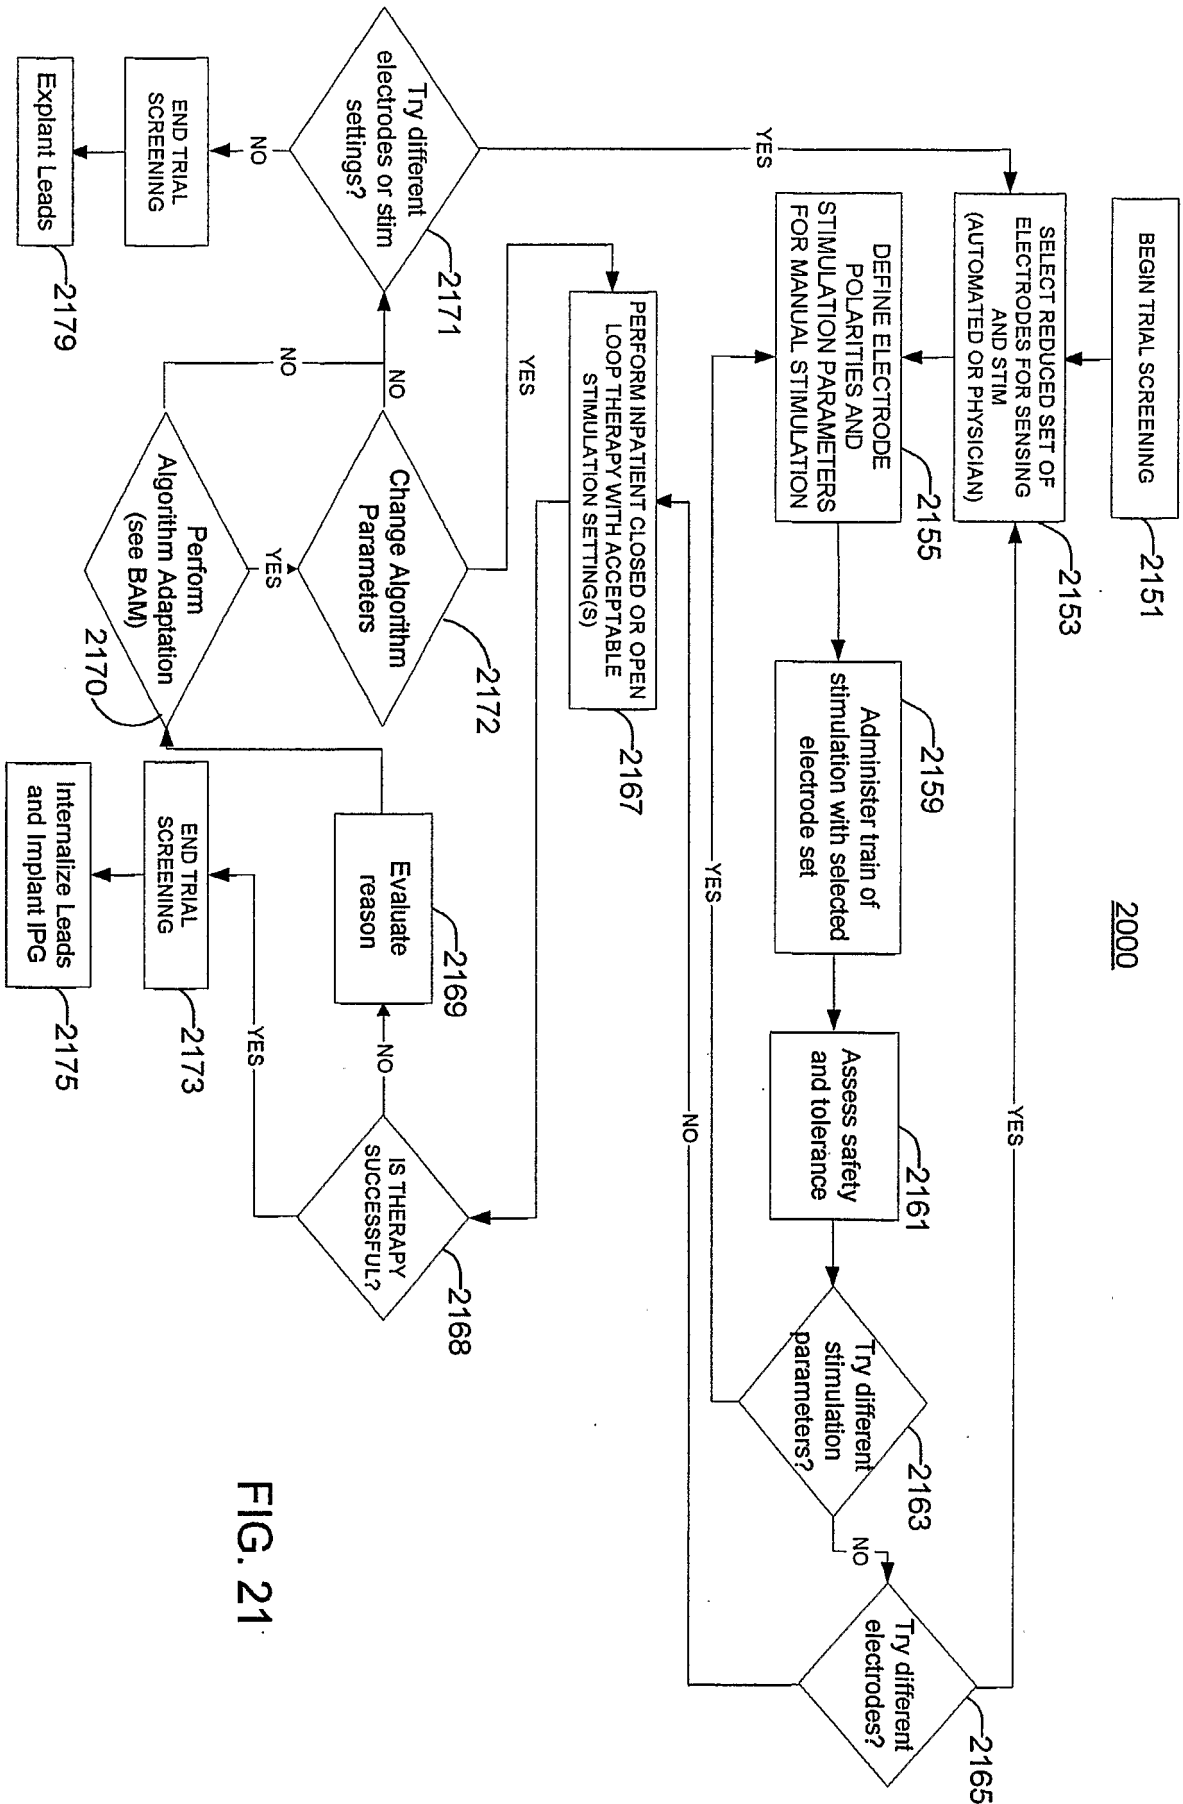 2000
BEGIN TRIAL SCREENING
2151
SELECT REDUCED SET OF
ELECTRODES FOR SENSING
AND STIM
(AUTOMATED OR PHYSICIAN)
2153
YES
YES
DEFINE ELECTRODE
POLARITIES AND
STIMULATION PARAMETERS
FOR MANUAL STIMULATION
2155
Administer train of
stimulation with selected
electrode set
2159
Assess safety
and tolerance
2161
Try different
stimulation
parameters?
2163
NO
Try different
electrodes?
2165
YES
NO
PERFORM INPATIENT CLOSED OR OPEN
LOOP THERAPY WITH ACCEPTABLE
STIMULATION SETTING(S)
2167
YES
Try different
electrodes or stim
settings?
2171
NO
Change Algorithm
Parameters
2172
IS THERAPY
SUCCESSFUL?
2168
NO
Evaluate
reason
2169
YES
NO
Perform
Algorithm Adaptation
(see BAM)
2170
YES
NO
END TRIAL
SCREENING
END TRIAL
SCREENING
2173
Explant Leads
2179
Internalize Leads
and Implant IPG
2175
FIG. 21